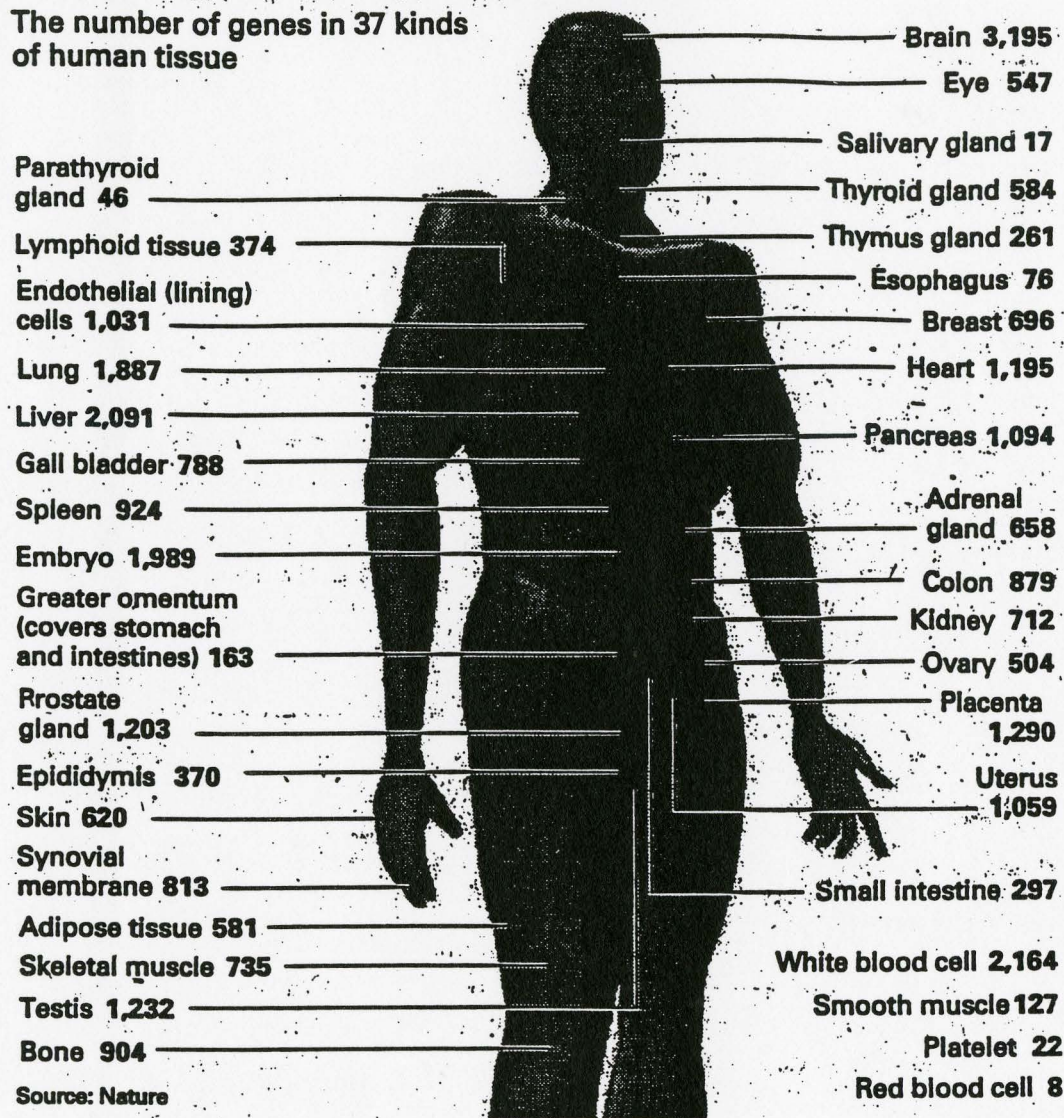 The number of genes in 37 kinds
of human tissue
Parathyroid
gland 46
Lymphoid tissue 374
Endothelial (lining)
cells 1,031
Lung 1,887
Liver 2,091
Gall bladder 788
Spleen 924
Embryo 1,989
Greater omentum
(covers stomach
and intestines) 163
Rrostate
gland 1,203
Epididymis 370
Skin 620
Synovial
membrane 813
Adipose tissue 581
Skeletal muscle 735
Testis 1,232
Bone 904
Source: Nature
Brain 3,195
Eye 547
Salivary gland 17
Thyroid gland 584
Thymus gland 261
Esophagus 76
Breast 696
Heart 1,195
Pancreas 1,094
Adrenal
gland 658
Colon 879
Kidney 712
Ovary 504
Placenta
1,290
Uterus
1,059
Small intestine 297
White blood cell 2,164
Smooth muscle 127
Platelet 22
Red blood cell 8